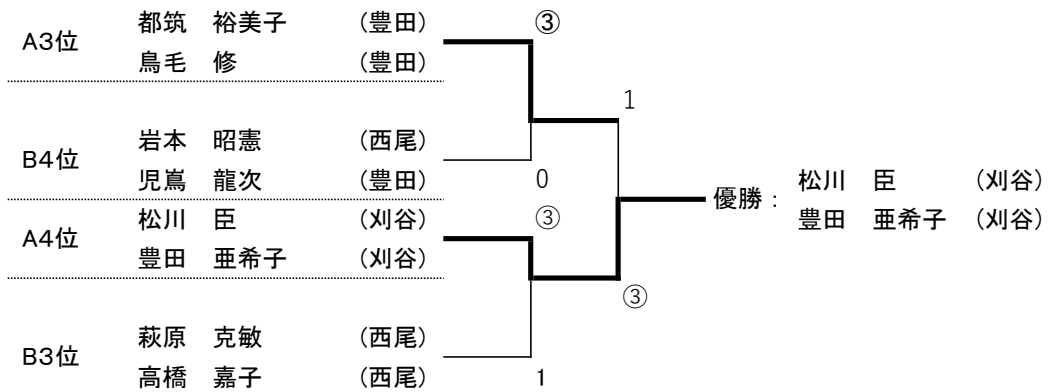 都筑 裕美子 (豊田) ③
A3位
鳥毛 修 (豊田)
1
岩本 昭憲 (西尾)
B4位
児嶌 龍次 (豊田) 0
松川 臣 (刈谷) ③
A4位
豊田 亜希子 (刈谷)
優勝: 松川 臣 (刈谷)
豊田 亜希子 (刈谷)
③
萩原 克敏 (西尾)
B3位
高橋 嘉子 (西尾) 1